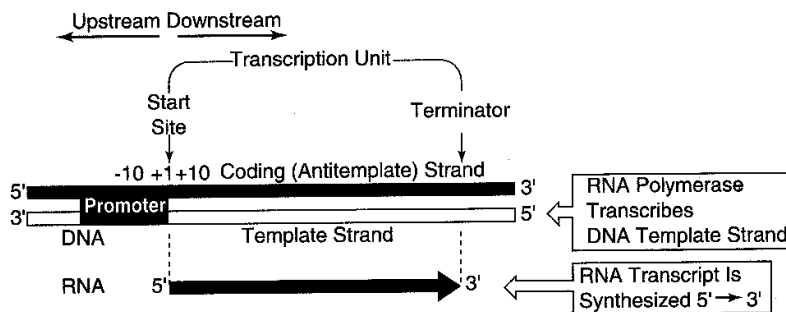 Upstream Downstream
Transcription Unit
Start
Site
Terminator
-10 +1 +10 Coding (Antitemplate) Strand
5' 3'
Promoter
3' 5'
DNA Template Strand
RNA Polymerase
Transcribes
DNA Template Strand
RNA 5' 3'
RNA Transcript Is
Synthesized 5' → 3'